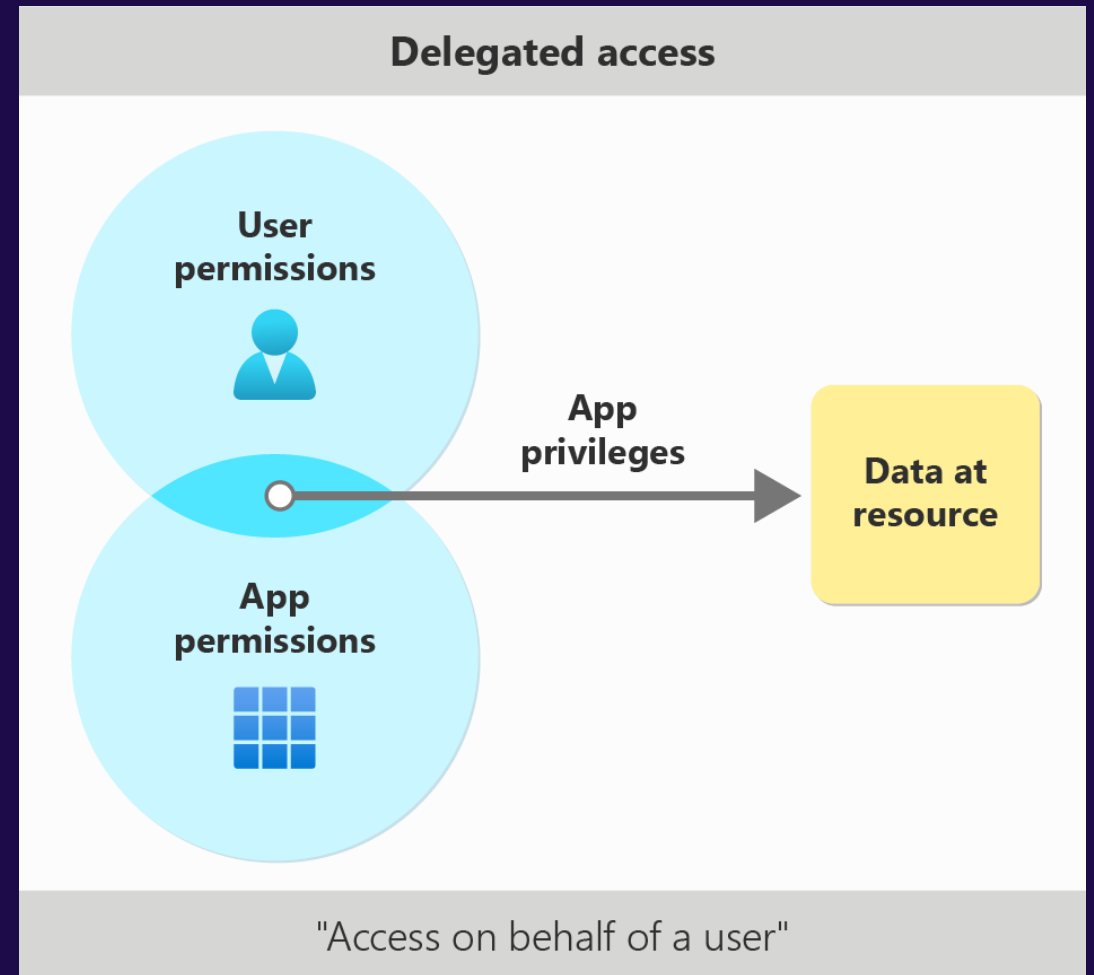 Delegated access
User
permissions
App
privileges
Data at
resource
App
permissions
"Access on behalf of a user"